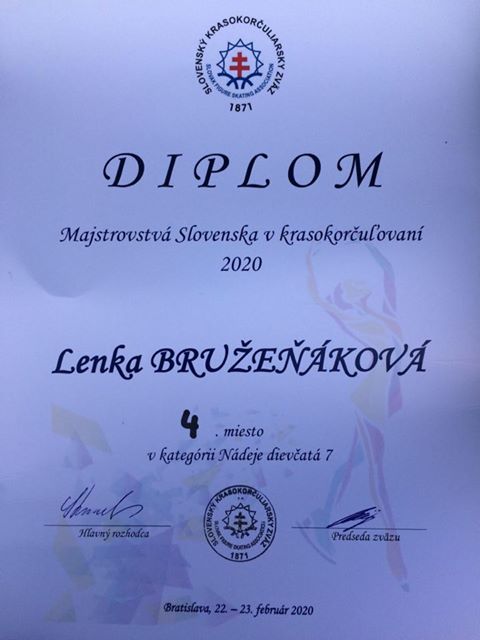 SLOVENSKÝ KRASOKORČULIARSKY ZVÄZ
SLOVAK FIGURE SKATING ASSOCIATION
1871
DIPLOM
Majstrovstvá Slovenska v krasokorčuľovaní
2020
Lenka BRUŽEŇÁKOVÁ
4 . miesto
v kategórii Nádeje dievčatá 7
Hlavný rozhodca
SLOVENSKÝ KRASOKORČULIARSKY ZVÄZ
SLOVAK FIGURE SKATING ASSOCIATION
1871
Predseda zväzu
Bratislava, 22. – 23. február 2020